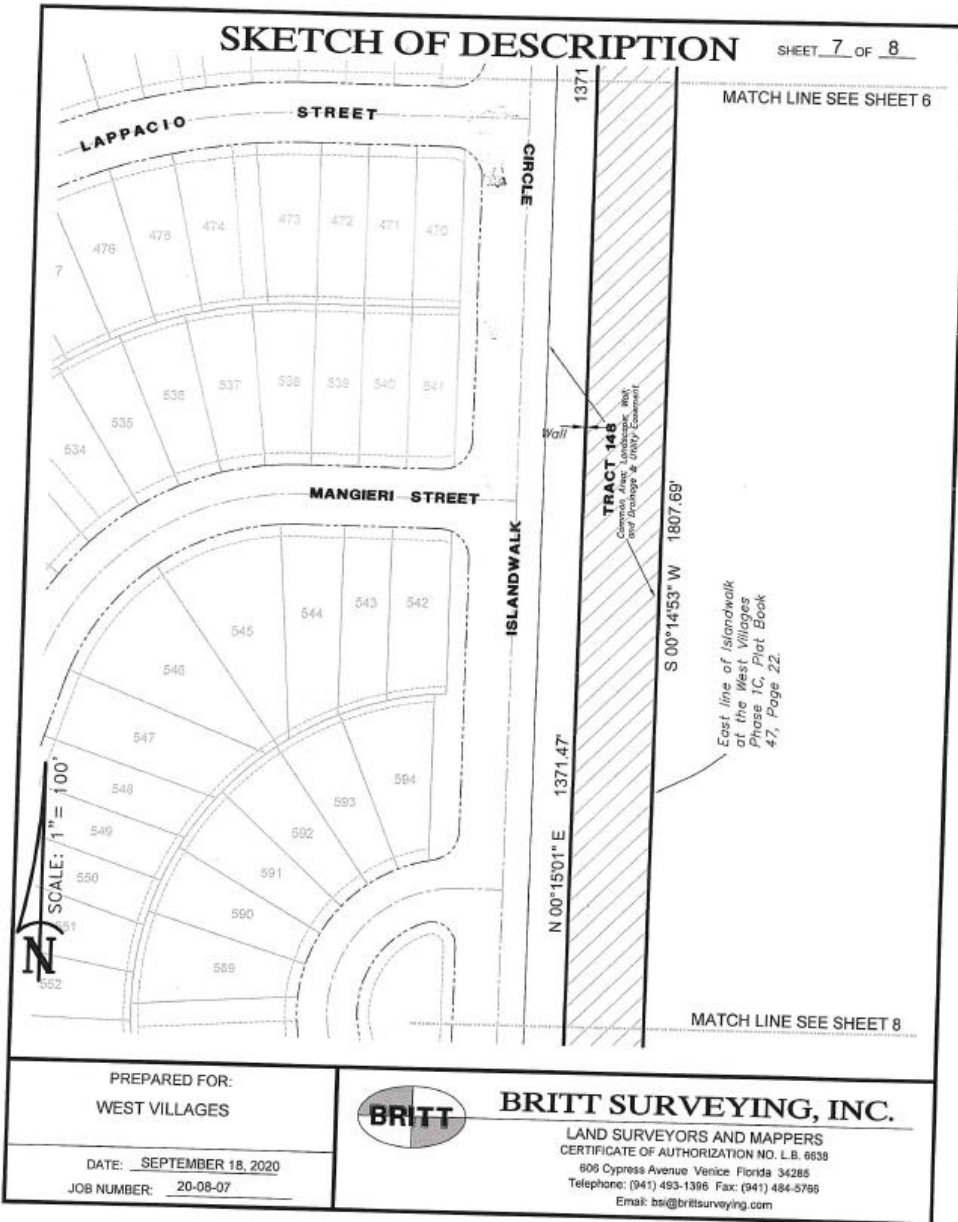 SKETCH OF DESCRIPTION
SHEET 7 OF 8
MATCH LINE SEE SHEET 6
1371
LAPPACIO STREET
CIRCLE
7
476
475
474
473
472
471
470
534
535
536
537
538
539
540
541
Wall
TRACT 148
Common Area; Landscape; Wall;
and Drainage & Utility Easement
MANGIERI STREET
ISLANDWALK
S 00°14'53" W 1807.69'
East line of Islandwalk
at the West Villages
Phase 1C, Plat Book
47, Page 22.
N 00°15'01" E 1371.47'
546
545
544
543
542
547
548
549
550
551
552
594
593
592
591
590
589
SCALE: 1" = 100'
N
MATCH LINE SEE SHEET 8
PREPARED FOR:
WEST VILLAGES
DATE: SEPTEMBER 18, 2020
JOB NUMBER: 20-08-07
BRITT
BRITT SURVEYING, INC.
LAND SURVEYORS AND MAPPERS
CERTIFICATE OF AUTHORIZATION NO. L.B. 6638
606 Cypress Avenue Venice Florida 34285
Telephone: (941) 493-1396 Fax: (941) 484-5766
Email: bsi@brittsurveying.com